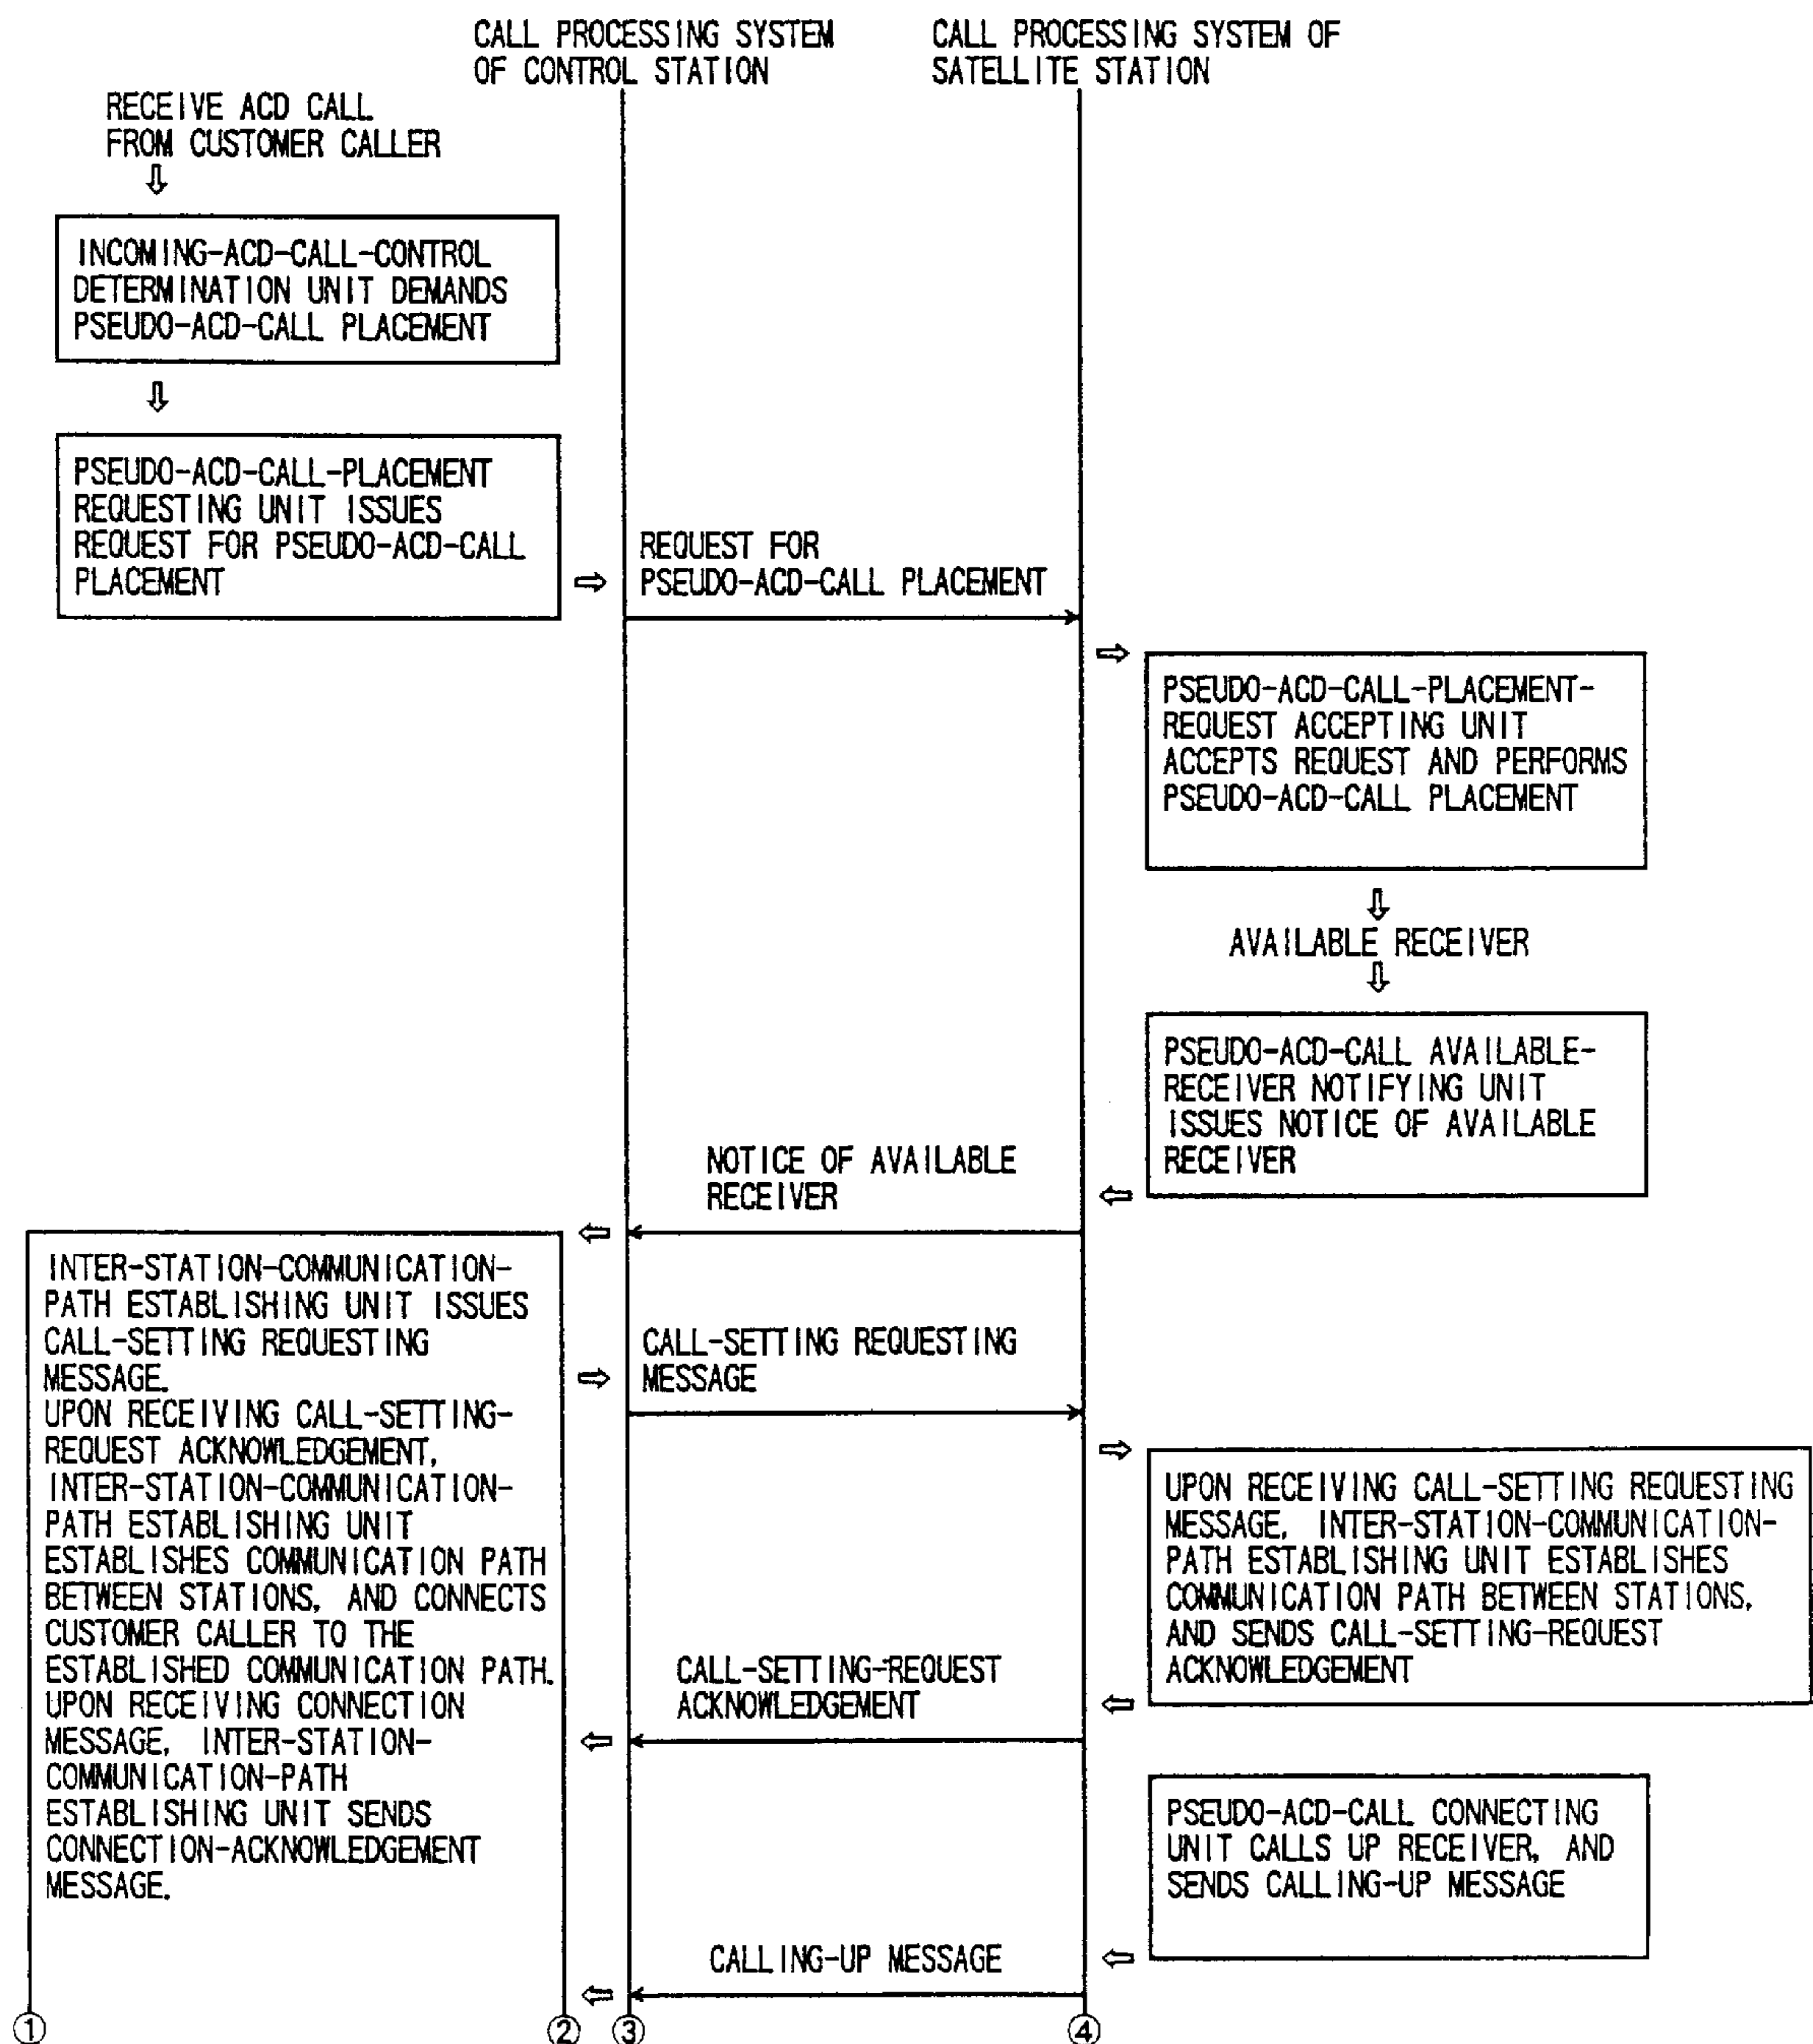 CALL PROCESSING SYSTEM
OF CONTROL STATION
CALL PROCESSING SYSTEM OF
SATELLITE STATION
RECEIVE ACD CALL
FROM CUSTOMER CALLER
INCOMING-ACD-CALL-CONTROL
DETERMINATION UNIT DEMANDS
PSEUDO-ACD-CALL PLACEMENT
PSEUDO-ACD-CALL-PLACEMENT
REQUESTING UNIT ISSUES
REQUEST FOR PSEUDO-ACD-CALL
PLACEMENT
REQUEST FOR
PSEUDO-ACD-CALL PLACEMENT
PSEUDO-ACD-CALL-PLACEMENT-
REQUEST ACCEPTING UNIT
ACCEPTS REQUEST AND PERFORMS
PSEUDO-ACD-CALL PLACEMENT
AVAILABLE RECEIVER
PSEUDO-ACD-CALL AVAILABLE-
RECEIVER NOTIFYING UNIT
ISSUES NOTICE OF AVAILABLE
RECEIVER
NOTICE OF AVAILABLE
RECEIVER
INTER-STATION-COMMUNICATION-
PATH ESTABLISHING UNIT ISSUES
CALL-SETTING REQUESTING
MESSAGE.
UPON RECEIVING CALL-SETTING-
REQUEST ACKNOWLEDGEMENT,
INTER-STATION-COMMUNICATION-
PATH ESTABLISHING UNIT
ESTABLISHES COMMUNICATION PATH
BETWEEN STATIONS, AND CONNECTS
CUSTOMER CALLER TO THE
ESTABLISHED COMMUNICATION PATH.
UPON RECEIVING CONNECTION
MESSAGE, INTER-STATION-
COMMUNICATION-PATH
ESTABLISHING UNIT SENDS
CONNECTION-ACKNOWLEDGEMENT
MESSAGE.
CALL-SETTING REQUESTING
MESSAGE
UPON RECEIVING CALL-SETTING REQUESTING
MESSAGE, INTER-STATION-COMMUNICATION-
PATH ESTABLISHING UNIT ESTABLISHES
COMMUNICATION PATH BETWEEN STATIONS,
AND SENDS CALL-SETTING-REQUEST
ACKNOWLEDGEMENT
CALL-SETTING-REQUEST
ACKNOWLEDGEMENT
PSEUDO-ACD-CALL CONNECTING
UNIT CALLS UP RECEIVER, AND
SENDS CALLING-UP MESSAGE
CALLING-UP MESSAGE
① ② ③ ④